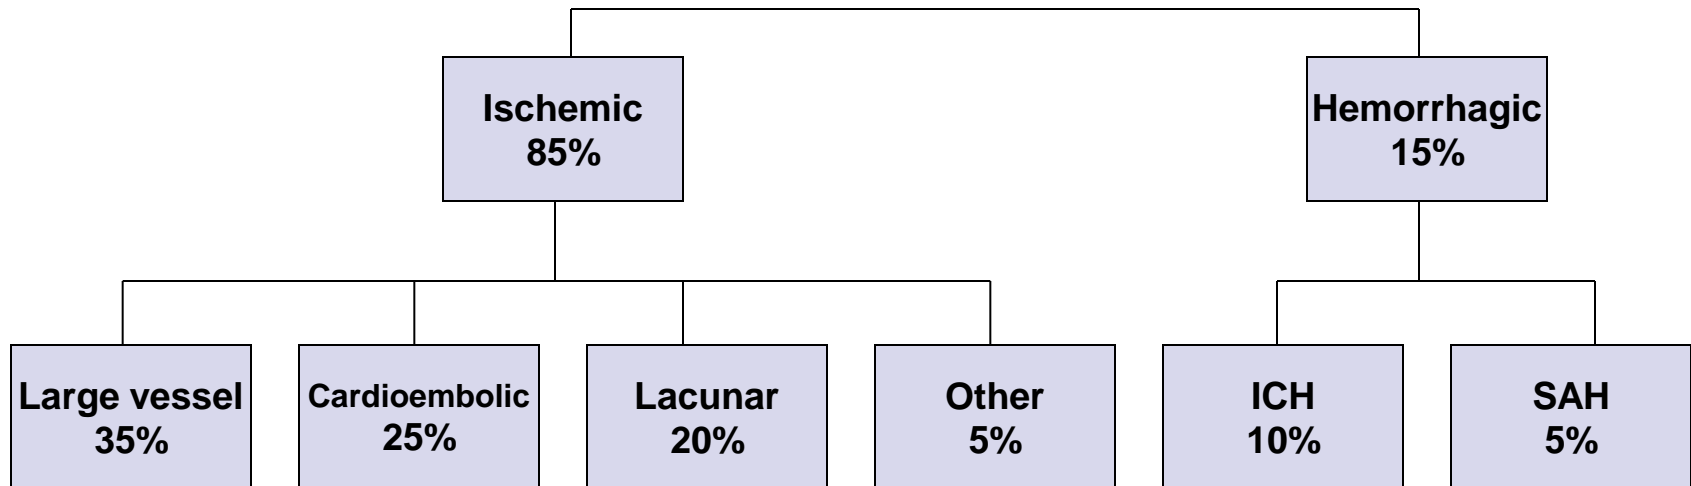 Ischemic
85%
Hemorrhagic
15%
Large vessel
35%
Cardioembolic
25%
Lacunar
20%
Other
5%
ICH
10%
SAH
5%